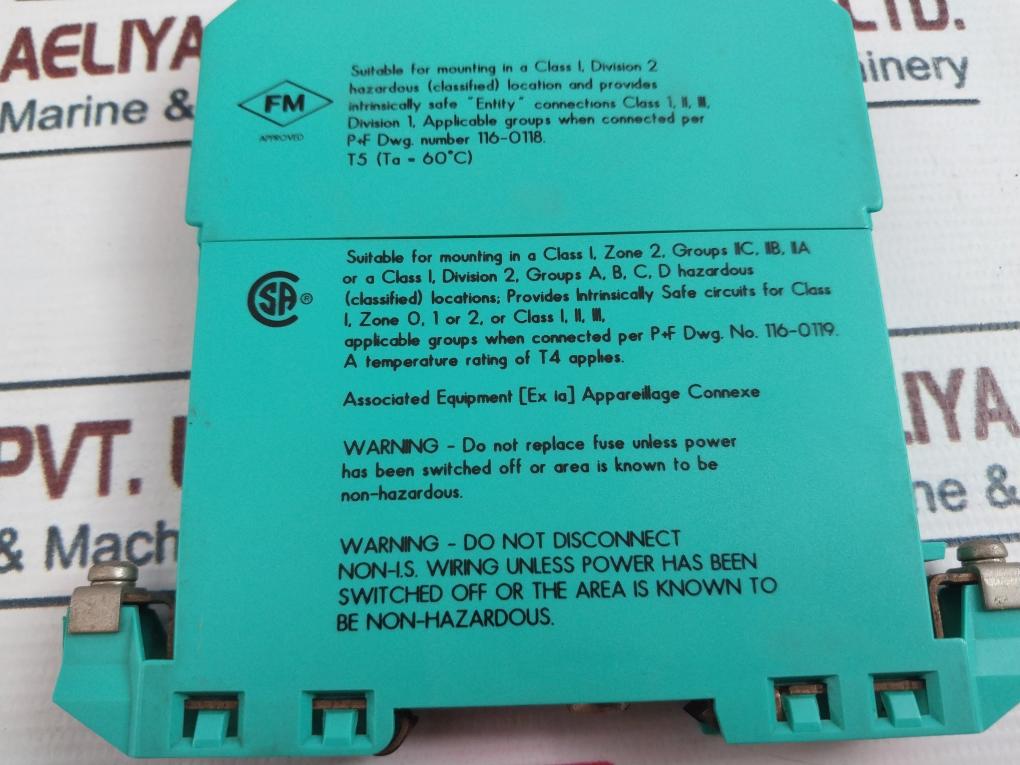 AELIYA
LTD.
Marine &
hinery
FM
APPROVED
Suitable for mounting in a Class I, Division 2
hazardous (classified) location and provides
intrinsically safe "Entity" connections Class 1, II, III,
Division 1, Applicable groups when connected per
P+F Dwg. number 116-0118.
T5 (Ta = 60°C)
SA ®
Suitable for mounting in a Class I, Zone 2, Groups IIC, IIB, IIA
or a Class I, Division 2, Groups A, B, C, D hazardous
(classified) locations; Provides Intrinsically Safe circuits for Class
I, Zone 0, 1 or 2, or Class I, II, III,
applicable groups when connected per P+F Dwg. No. 116-0119.
A temperature rating of T4 applies.
Associated Equipment [Ex ia] Appareillage Connexe
WARNING - Do not replace fuse unless power
has been switched off or area is known to be
non-hazardous.
WARNING - DO NOT DISCONNECT
NON-I.S. WIRING UNLESS POWER HAS BEEN
SWITCHED OFF OR THE AREA IS KNOWN TO
BE NON-HAZARDOUS.
PVT.
LIYA
& Mach
ne &